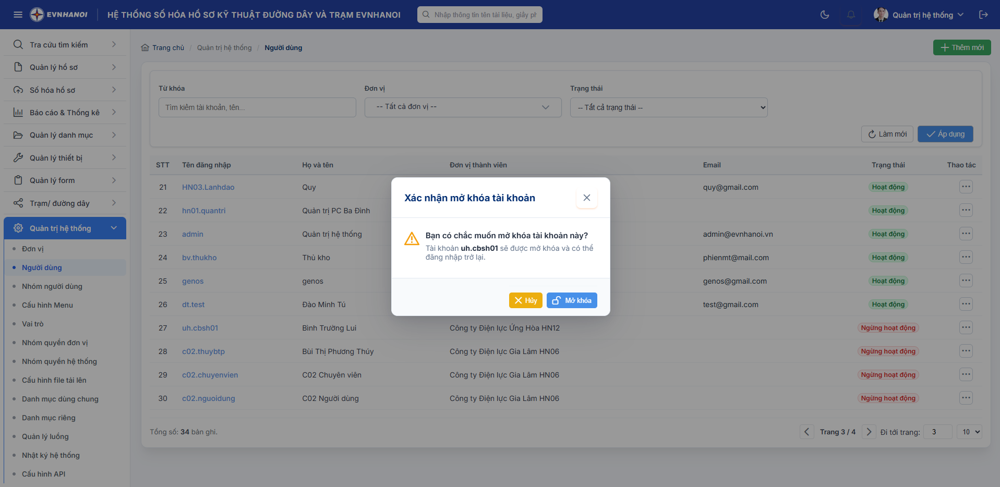 EVNHANOI
HỆ THỐNG SỐ HÓA HỒ SƠ KỸ THUẬT ĐƯỜNG DÂY VÀ TRẠM EVNHANOI
Nhập thông tin tên tài liệu, giấy ph
Quản trị hệ thống
Tra cứu tìm kiếm
Quản lý hồ sơ
Số hóa hồ sơ
Báo cáo & Thống kê
Quản lý danh mục
Quản lý thiết bị
Quản lý form
Trạm/ đường dây
Quản trị hệ thống
Đơn vị
Người dùng
Nhóm người dùng
Cấu hình Menu
Vai trò
Nhóm quyền đơn vị
Nhóm quyền hệ thống
Cấu hình file tải lên
Danh mục dùng chung
Danh mục riêng
Quản lý luồng
Nhật ký hệ thống
Cấu hình API
Trang chủ / Quản trị hệ thống / Người dùng
Thêm mới
Từ khóa
Tìm kiếm tài khoản, tên...
Đơn vị
-- Tất cả đơn vị --
Trạng thái
-- Tất cả trạng thái --
Làm mới
Áp dụng
STT Tên đăng nhập Họ và tên Đơn vị thành viên Email Trạng thái Thao tác
21 HN03.Lanhdao Quy quy@gmail.com Hoạt động
22 hn01.quantri Quản trị PC Ba Đình Hoạt động
23 admin Quản trị hệ thống admin@evnhanoi.vn Hoạt động
24 bv.thukho Thủ kho phienmt@mail.com Hoạt động
25 genos genos genos@gmail.com Hoạt động
26 dt.test Đào Minh Tú test@gmail.com Hoạt động
27 uh.cbsh01 Bình Trường Lui Công ty Điện lực Ứng Hòa HN12 Ngừng hoạt động
28 c02.thuybtp Bùi Thị Phương Thúy Công ty Điện lực Gia Lâm HN06 Ngừng hoạt động
29 c02.chuyenvien C02 Chuyên viên Công ty Điện lực Gia Lâm HN06 Ngừng hoạt động
30 c02.nguoidung C02 Người dùng Công ty Điện lực Gia Lâm HN06 Ngừng hoạt động
Tổng số: 34 bản ghi.
Trang 3 / 4
Đi tới trang: 3
10
Xác nhận mở khóa tài khoản
Bạn có chắc muốn mở khóa tài khoản này?
Tài khoản uh.cbsh01 sẽ được mở khóa và có thể
đăng nhập trở lại.
Hủy
Mở khóa